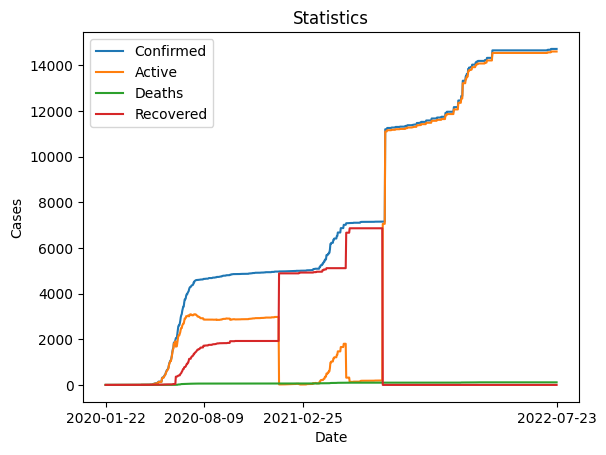 Statistics
Confirmed
Active
Deaths
Recovered
14000
12000
10000
8000
6000
4000
2000
0
Cases
2020-01-22 2020-08-09 2021-02-25 2022-07-23
Date